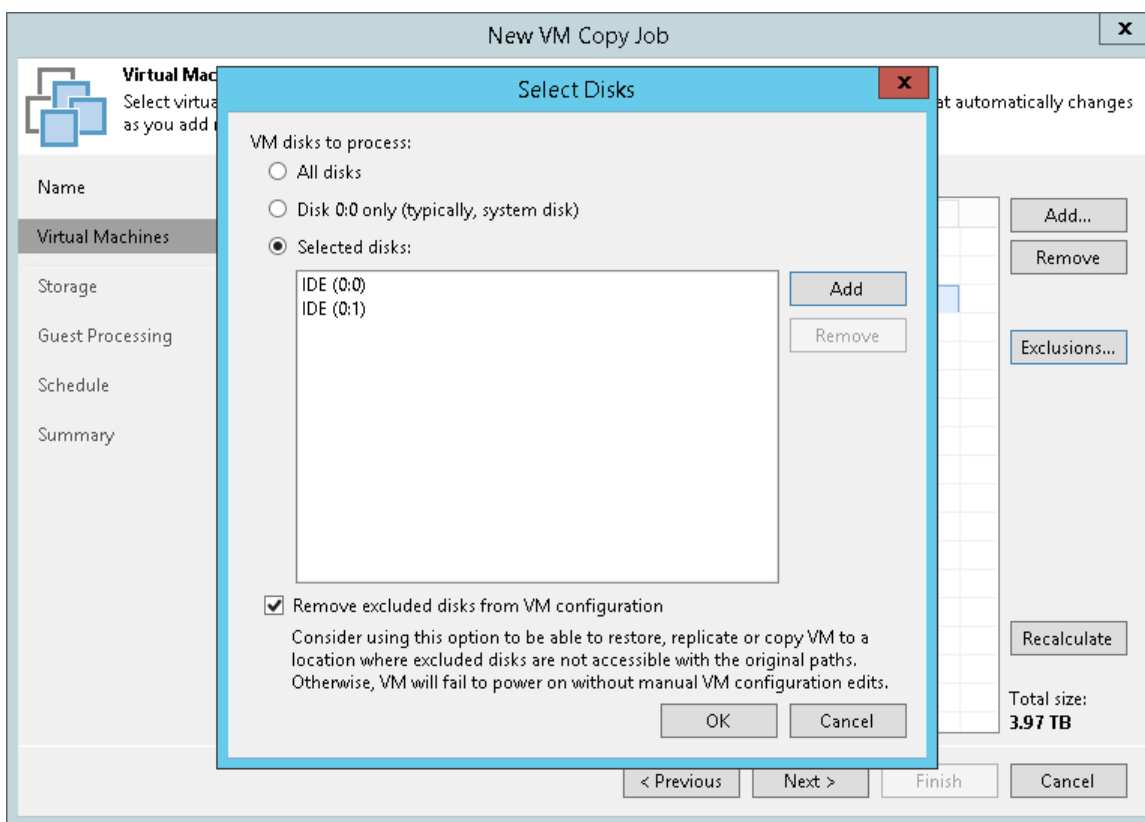 New VM Copy Job
x
Virtual Mac
Select virtua
at automatically changes
as you add
Select Disks
x
VM disks to process:
All disks
Disk 0:0 only (typically, system disk)
Selected disks:
IDE (0:0)
IDE (0:1)
Add
Remove
Remove excluded disks from VM configuration
Consider using this option to be able to restore, replicate or copy VM to a
location where excluded disks are not accessible with the original paths.
Otherwise, VM will fail to power on without manual VM configuration edits.
OK
Cancel
Name
Virtual Machines
Storage
Guest Processing
Schedule
Summary
Add...
Remove
Exclusions...
Recalculate
Total size:
3.97 TB
< Previous
Next >
Finish
Cancel